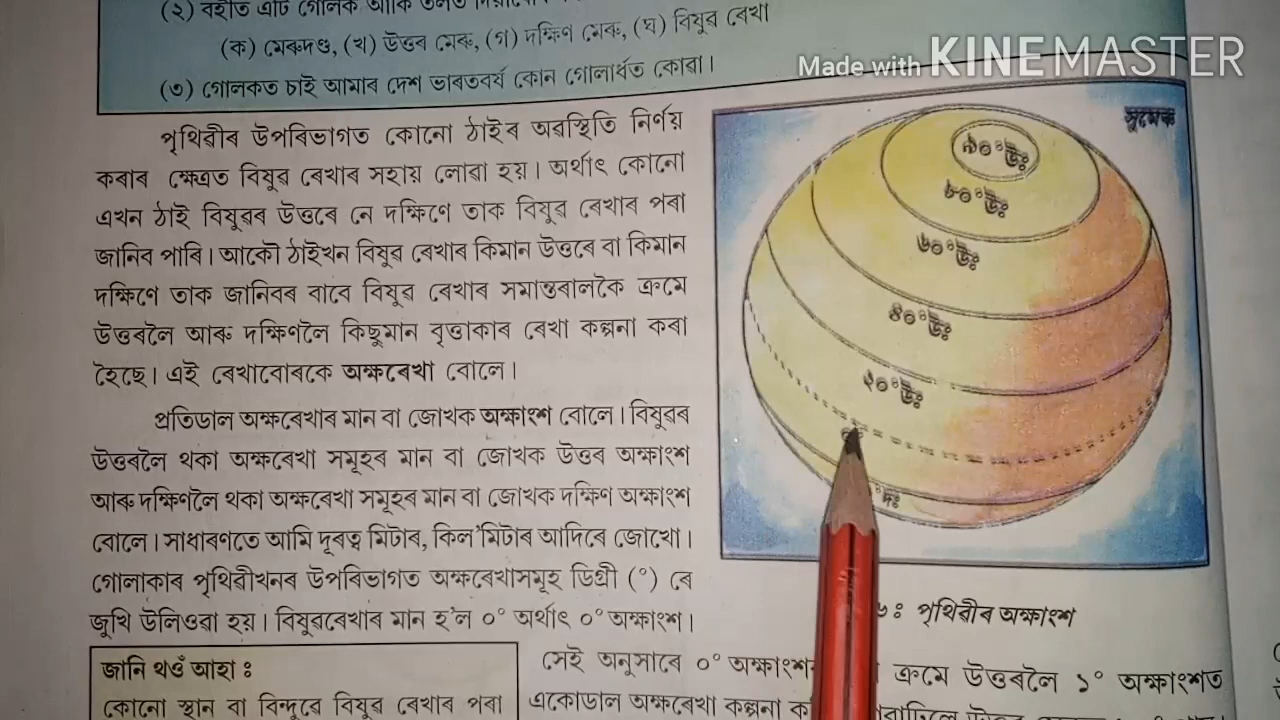 (২) বহীত এটি গোলক আঁকি তলত
(ক) মেৰুদণ্ড, (খ) উত্তৰ মেৰু, (গ) দক্ষিণ মেৰু, (ঘ) বিষুৱ ৰেখা
(৩) গোলকত চাই আমাৰ দেশ ভাৰতবৰ্ষ কোন গোলাৰ্ধত কোৱা।
Made with KINEMASTER
পৃথিৱীৰ উপৰিভাগত কোনো ঠাইৰ অৱস্থিতি নিৰ্ণয়
কৰাৰ ক্ষেত্ৰত বিষুৱ ৰেখাৰ সহায় লোৱা হয়। অৰ্থাৎ কোনো
এখন ঠাই বিষুৱৰ উত্তৰে নে দক্ষিণে তাক বিষুৱ ৰেখাৰ পৰা
জানিব পাৰি। আকৌ ঠাইখন বিষুৱ ৰেখাৰ কিমান উত্তৰে বা কিমান
দক্ষিণে তাক জানিবৰ বাবে বিষুৱ ৰেখাৰ সমান্তৰালকৈ ক্ৰমে
উত্তৰলৈ আৰু দক্ষিণলৈ কিছুমান বৃত্তাকাৰ ৰেখা কল্পনা কৰা
হৈছে। এই ৰেখাবোৰকে অক্ষৰেখা বোলে।
প্ৰতিডাল অক্ষৰেখাৰ মান বা জোখক অক্ষাংশ বোলে। বিষুৱৰ
উত্তৰলৈ থকা অক্ষৰেখা সমূহৰ মান বা জোখক উত্তৰ অক্ষাংশ
আৰু দক্ষিণলৈ থকা অক্ষৰেখা সমূহৰ মান বা জোখক দক্ষিণ অক্ষাংশ
বোলে। সাধাৰণতে আমি দূৰত্ব মিটাৰ, কিল'মিটাৰ আদিৰে জোখো।
গোলাকাৰ পৃথিৱীখনৰ উপৰিভাগত অক্ষৰেখাসমূহ ডিগ্ৰী (°) ৰে
জুখি উলিওৱা হয়। বিষুৱৰেখাৰ মান হ'ল ০° অৰ্থাৎ ০° অক্ষাংশ।
সুমেৰু
৯০°উঃ
৮০°উঃ
৬০°উঃ
৪০°উঃ
২০°উঃ
°দঃ
৬ঃ পৃথিৱীৰ অক্ষাংশ
জানি থওঁ আহা ঃ
কোনো স্থান বা বিন্দুৱে বিষুৱ ৰেখাৰ পৰা
সেই অনুসাৰে ০° ক্ৰমে উত্তৰলৈ ১° অক্ষাংশত
একোডাল অক্ষৰেখা কল্পনা